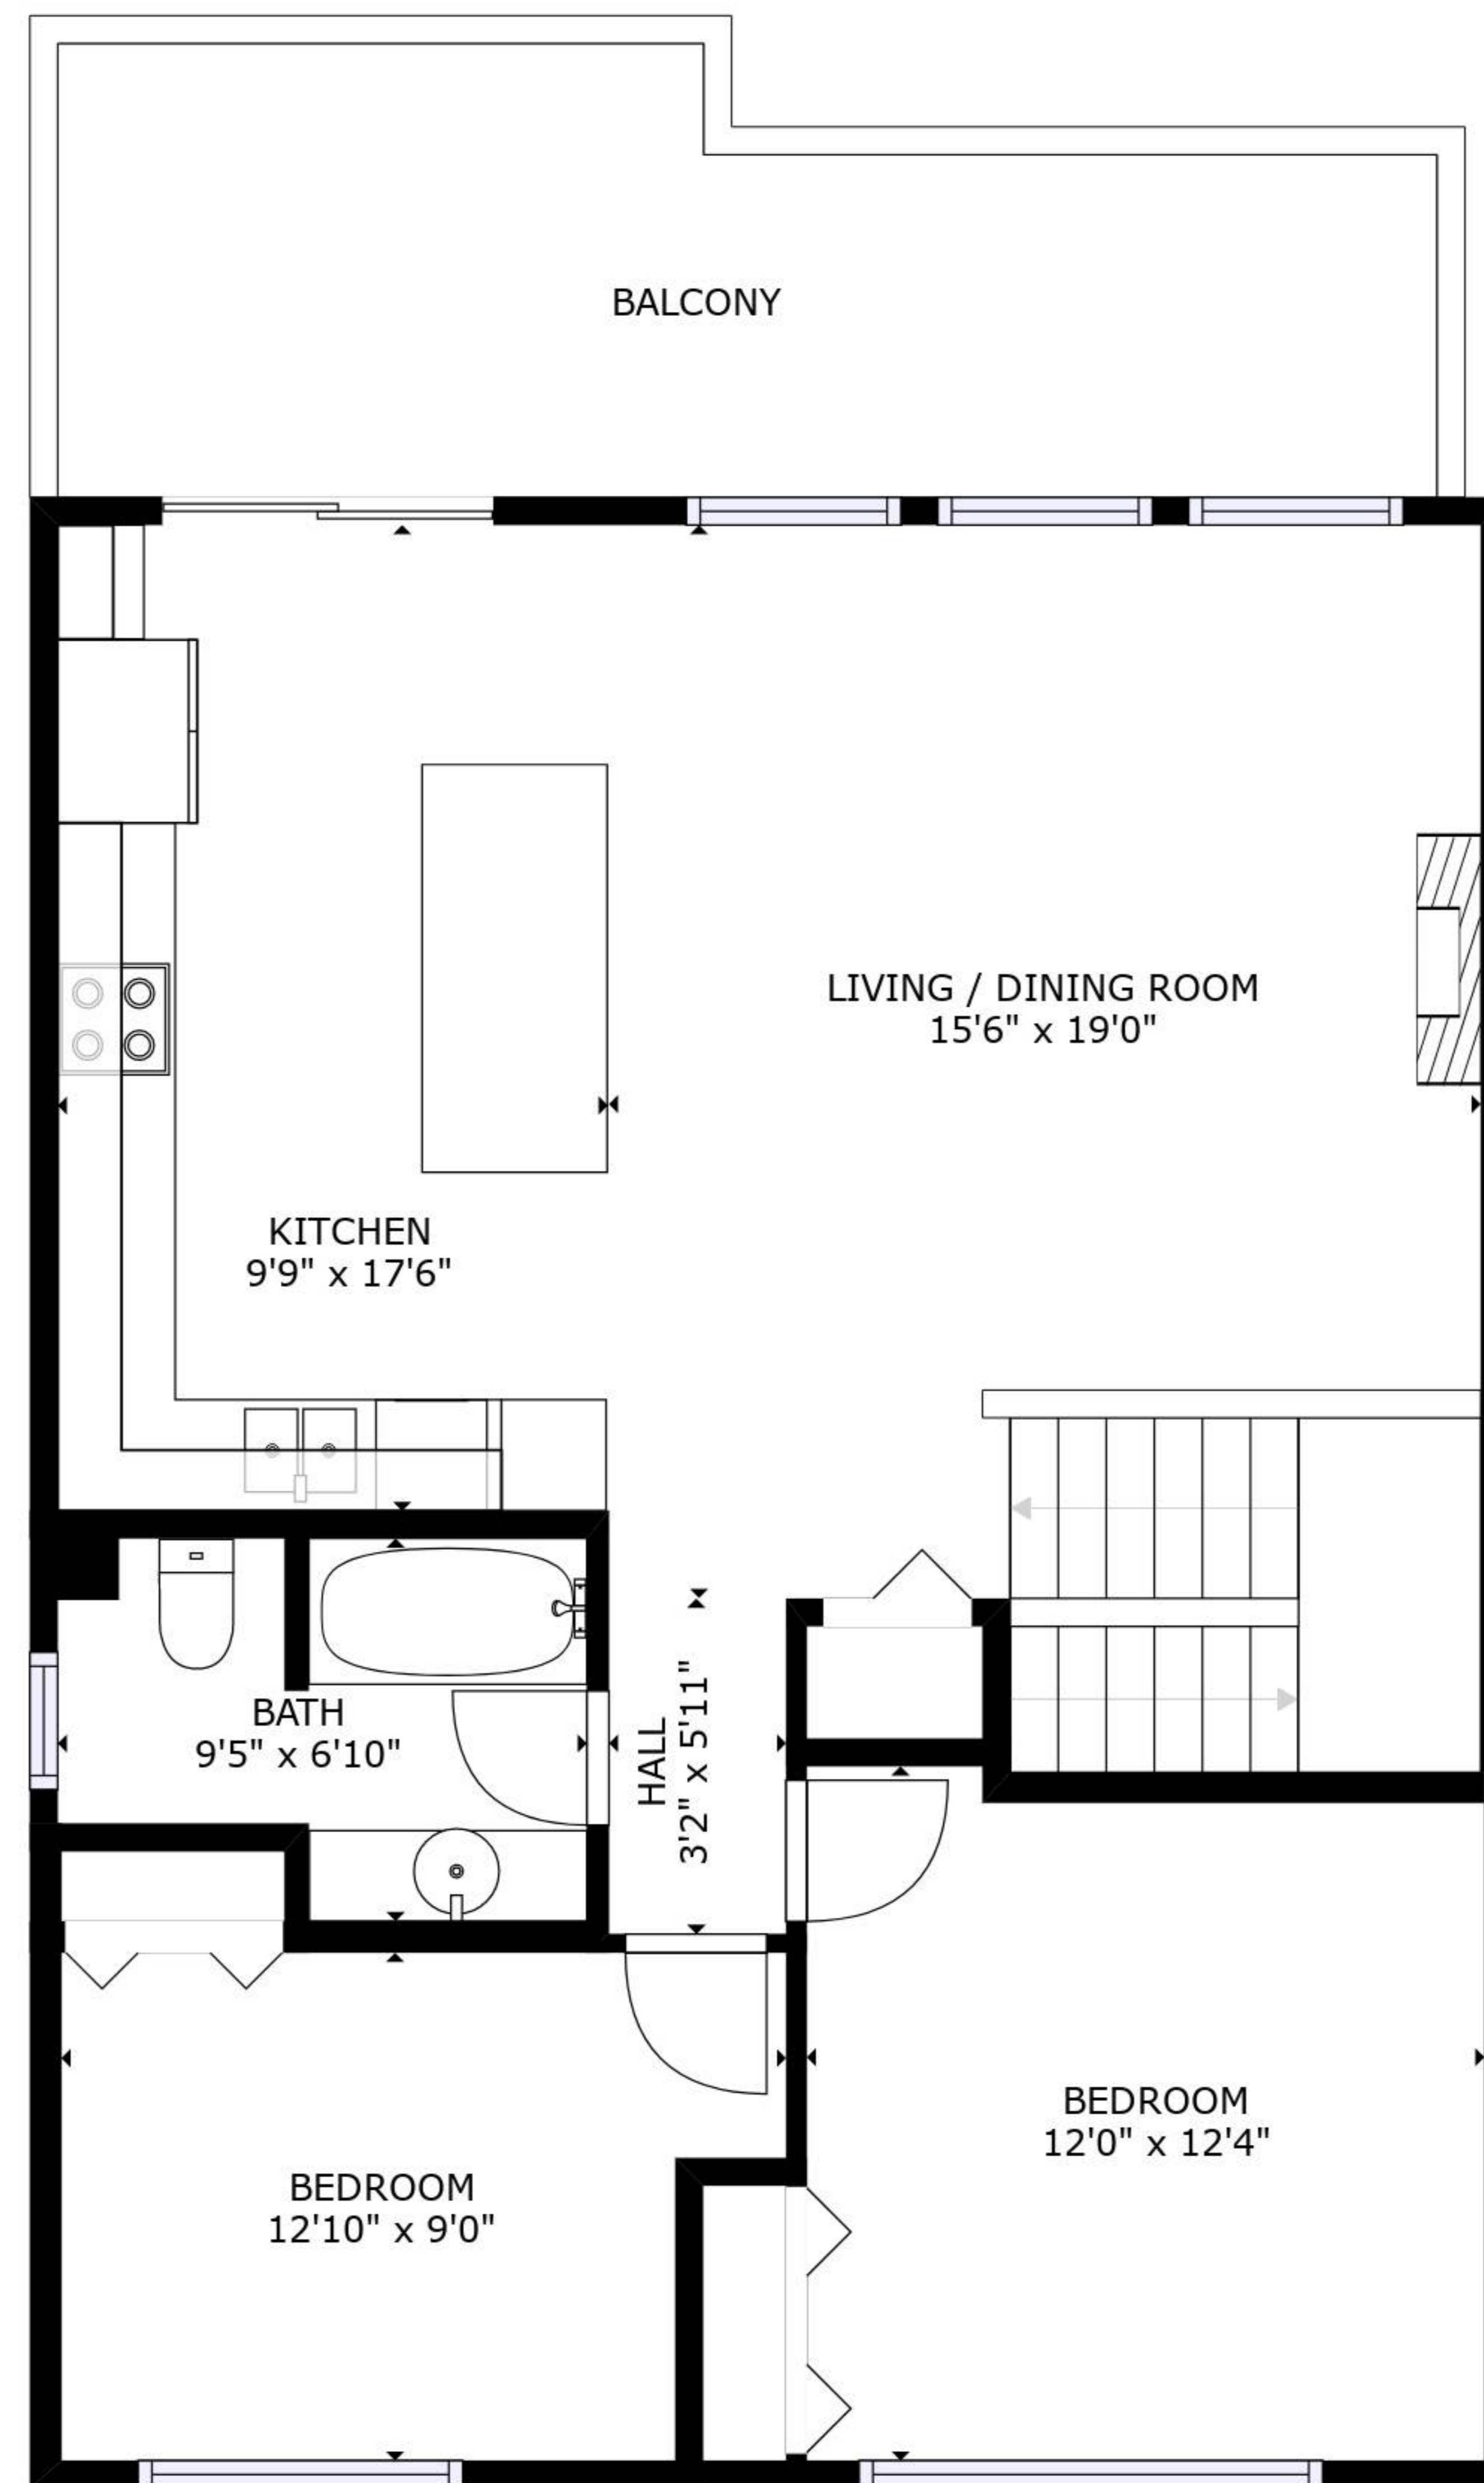 BALCONY
LIVING / DINING ROOM
15'6" x 19'0"
KITCHEN
9'9" x 17'6"
BATH
9'5" x 6'10"
HALL
3'2" x 5'11"
BEDROOM
12'0" x 12'4"
BEDROOM
12'10" x 9'0"